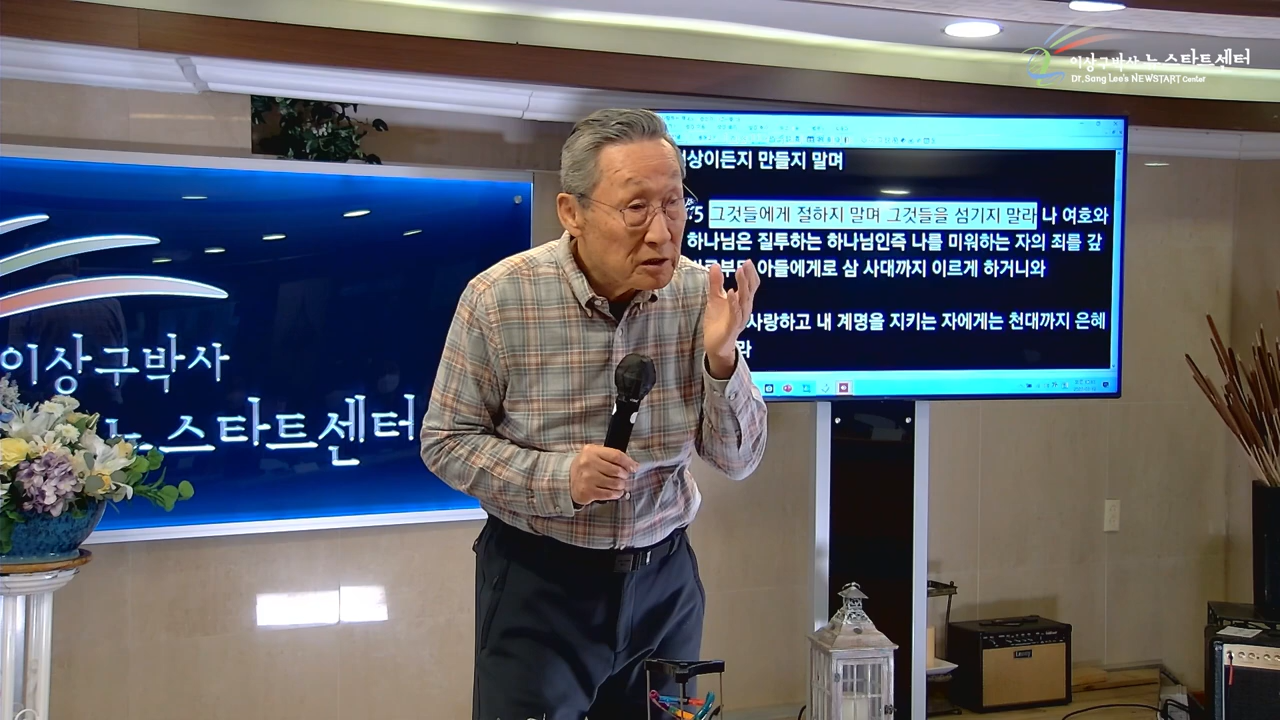 이상구박사 뉴 스타트센터
Dr. Sang Lee's NEWSTART Center
이든지 만들지 말며
5 그것들에게 절하지 말며 그것들을 섬기지 말라 나 여호와
하나님은 질투하는 하나님인즉 나를 미워하는 자의 죄를 갚
아들에게로 삼 사대까지 이르게 하거니와
사랑하고 내 계명을 지키는 자에게는 천대까지 은혜
라
이상구박사
뉴 스타트센터